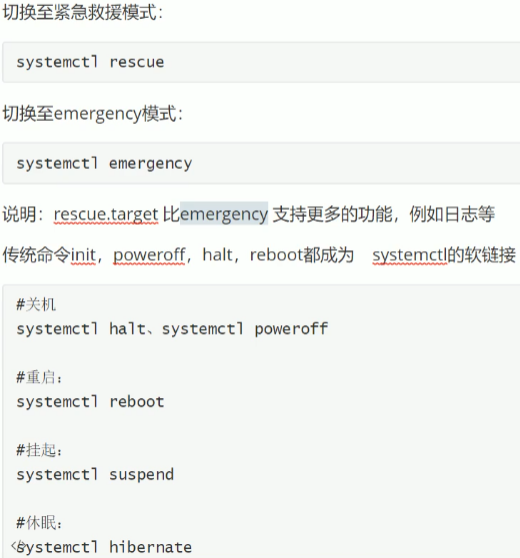 切换至紧急救援模式：
systemctl rescue
切换至emergency模式：
systemctl emergency
说明：rescue.target 比emergency 支持更多的功能，例如日志等
传统命令init，poweroff，halt，reboot都成为 systemctl的软链接
#关机
systemctl halt、systemctl poweroff
#重启：
systemctl reboot
#挂起：
systemctl suspend
#休眠：
systemctl hibernate